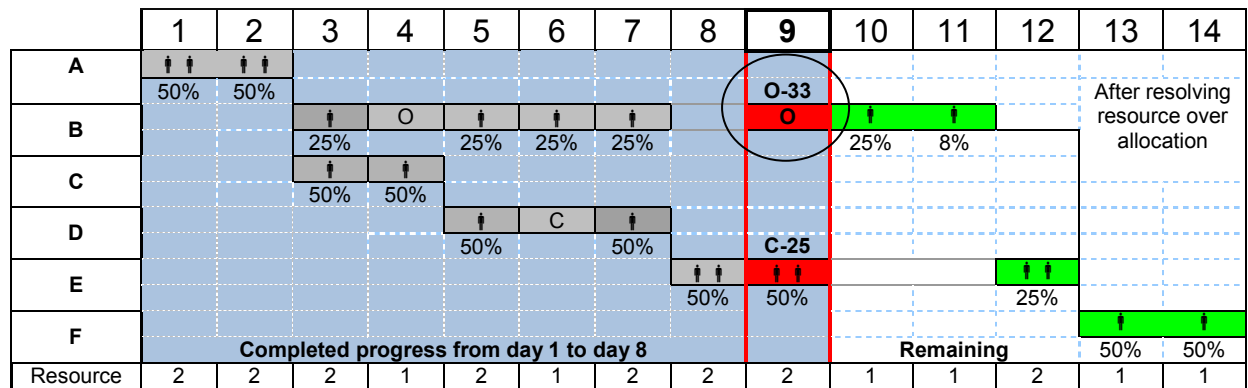 1 2 3 4 5 6 7 8 9 10 11 12 13 14
A
50% 50%
O-33
After resolving
resource over
allocation
B
O
O
25% 25% 25% 25% 25% 8%
C
50% 50%
D
C
50% 50%
C-25
E
50% 50% 25%
F
Completed progress from day 1 to day 8
Remaining
50% 50%
Resource 2 2 2 1 2 1 2 2 2 1 1 2 1 1